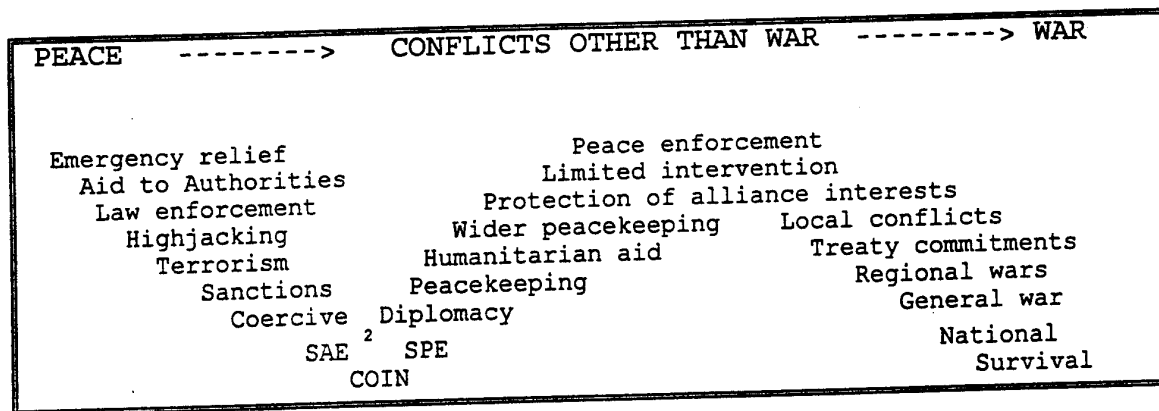 PEACE --------> CONFLICTS OTHER THAN WAR --------> WAR
Emergency relief
Aid to Authorities
Law enforcement
Highjacking
Terrorism
Sanctions
Coercive Diplomacy
SAE 2 SPE
COIN
Peace enforcement
Limited intervention
Protection of alliance interests
Wider peacekeeping
Humanitarian aid
Peacekeeping
Local conflicts
Treaty commitments
Regional wars
General war
National
Survival